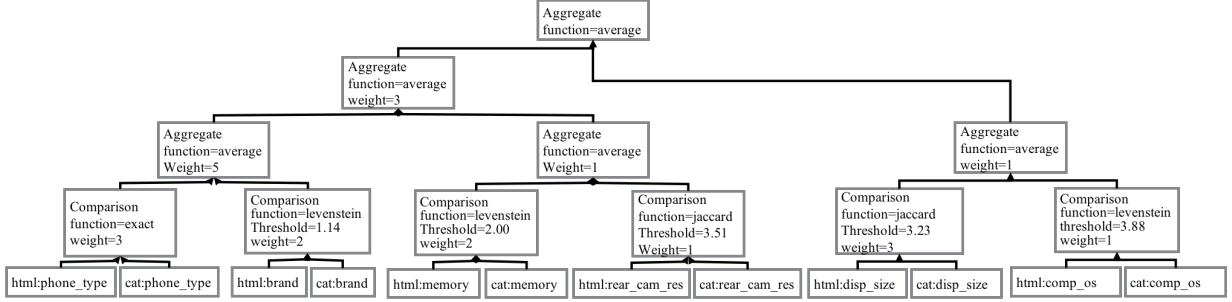 Aggregate
function=average
Aggregate
function=average
weight=3
Aggregate
function=average
Weight=5
Aggregate
function=average
Weight=1
Aggregate
function=average
weight=1
Comparison
function=exact
weight=3
Comparison
function=levenstein
Threshold=1.14
weight=2
Comparison
function=levenstein
Threshold=2.00
weight=2
Comparison
function=jaccard
Threshold=3.51
Weight=1
Comparison
function=jaccard
Threshold=3.23
weight=3
Comparison
function=levenstein
threshold=3.88
weight=1
html:phone_type
cat:phone_type
html:brand
cat:brand
html:memory
cat:memory
html:rear_cam_res
cat:rear_cam_res
html:disp_size
cat:disp_size
html:comp_os
cat:comp_os